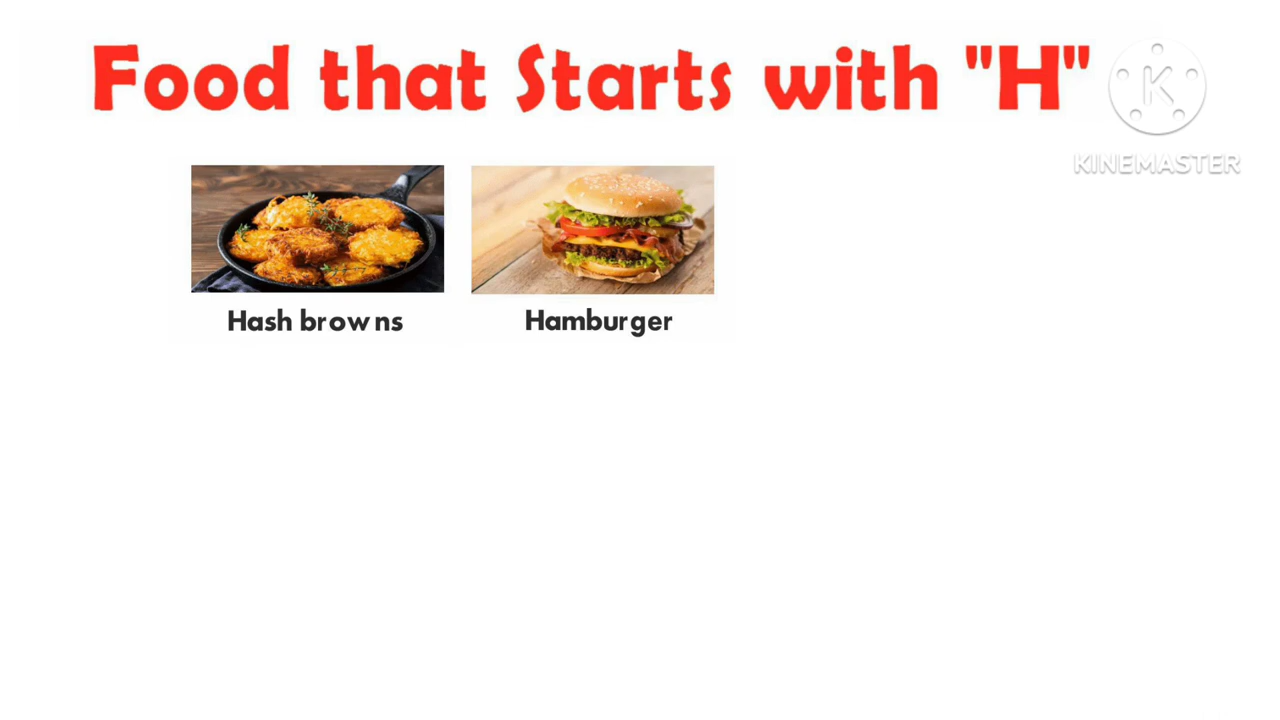 Food that Starts with "H"
K
KINEMASTER
Hash browns
Hamburger